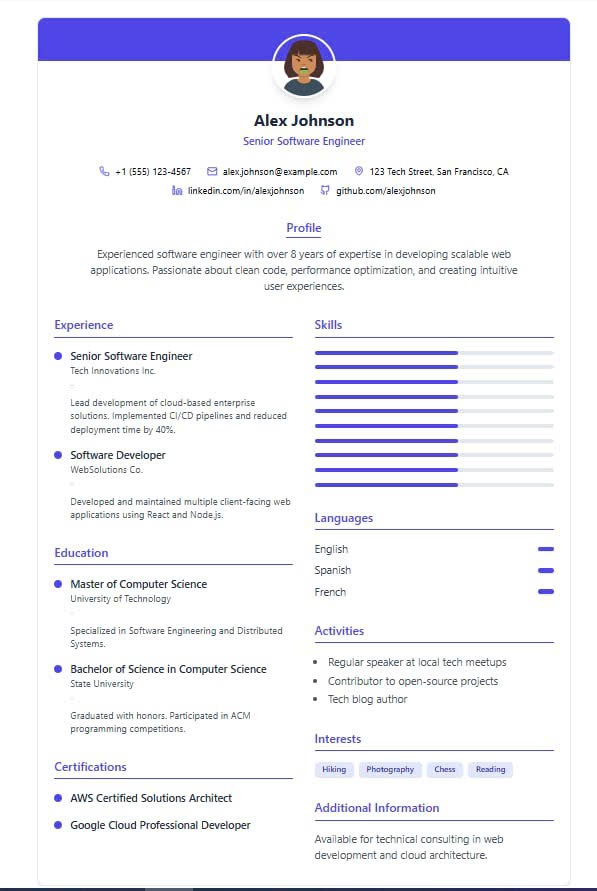 Alex Johnson
Senior Software Engineer
+1 (555) 123-4567 alex.johnson@example.com 123 Tech Street, San Francisco, CA
linkedin.com/in/alexjohnson github.com/alexjohnson
Profile
Experienced software engineer with over 8 years of expertise in developing scalable web
applications. Passionate about clean code, performance optimization, and creating intuitive
user experiences.
Experience
Senior Software Engineer
Tech Innovations Inc.
-
Lead development of cloud-based enterprise
solutions. Implemented CI/CD pipelines and reduced
deployment time by 40%.
Software Developer
WebSolutions Co.
-
Developed and maintained multiple client-facing web
applications using React and Node.js.
Education
Master of Computer Science
University of Technology
-
Specialized in Software Engineering and Distributed
Systems.
Bachelor of Science in Computer Science
State University
-
Graduated with honors. Participated in ACM
programming competitions.
Certifications
AWS Certified Solutions Architect
Google Cloud Professional Developer
Skills
Languages
English
Spanish
French
Activities
Regular speaker at local tech meetups
Contributor to open-source projects
Tech blog author
Interests
Hiking Photography Chess Reading
Additional Information
Available for technical consulting in web
development and cloud architecture.